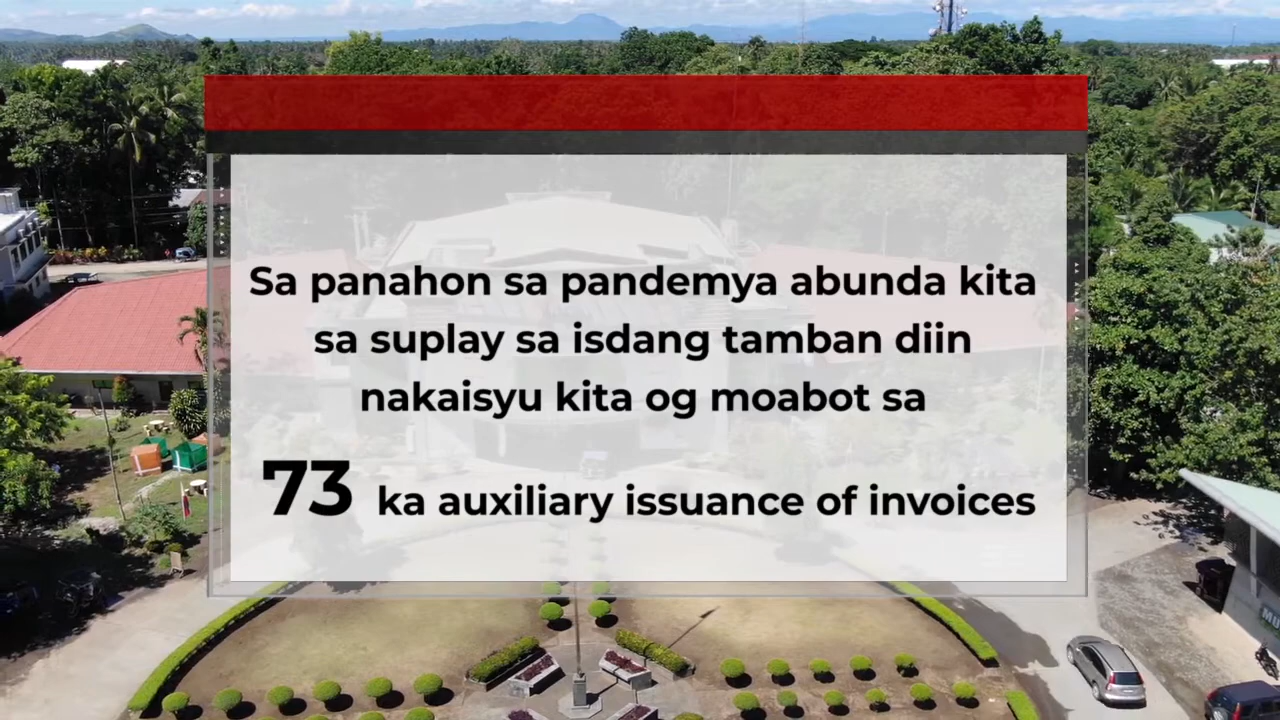 Sa panahon sa pandemya abunda kita
sa suplay sa isdang tamban diin
nakaisyu kita og moabot sa
73 ka auxiliary issuance of invoices